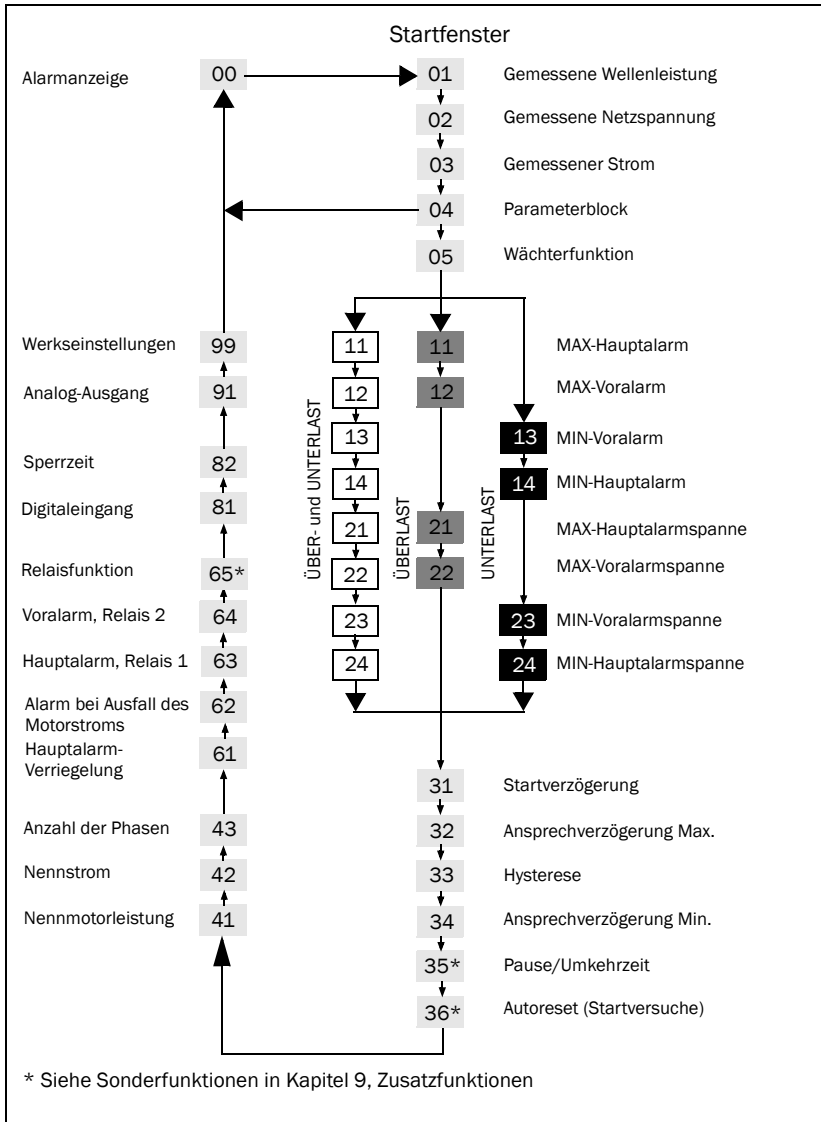 Startfenster
Alarmanzeige 00 01 Gemessene Wellenleistung
02 Gemessene Netzspannung
03 Gemessener Strom
04 Parameterblock
05 Wächterfunktion
Werkseinstellungen 99 11 11 MAX-Hauptalarm
Analog-Ausgang 91 12 12 MAX-Voralarm
13 13 MIN-Voralarm
Sperrzeit 82 14 14 MIN-Hauptalarm
Digitaleingang 81 21 21 MAX-Hauptalarmspanne
Relaisfunktion 65* 22 22 MAX-Voralarmspanne
Voralarm, Relais 2 64 23 23 MIN-Voralarmspanne
Hauptalarm, Relais 1 63 24 24 MIN-Hauptalarmspanne
ÜBER- und UNTERLAST
ÜBERLAST
UNTERLAST
Alarm bei Ausfall des 62
Motorstroms
Hauptalarm- 61
Verriegelung
31 Startverzögerung
Anzahl der Phasen 43 32 Ansprechverzögerung Max.
Nennstrom 42 33 Hysterese
Nennmotorleistung 41 34 Ansprechverzögerung Min.
35* Pause/Umkehrzeit
36* Autoreset (Startversuche)
* Siehe Sonderfunktionen in Kapitel 9, Zusatzfunktionen